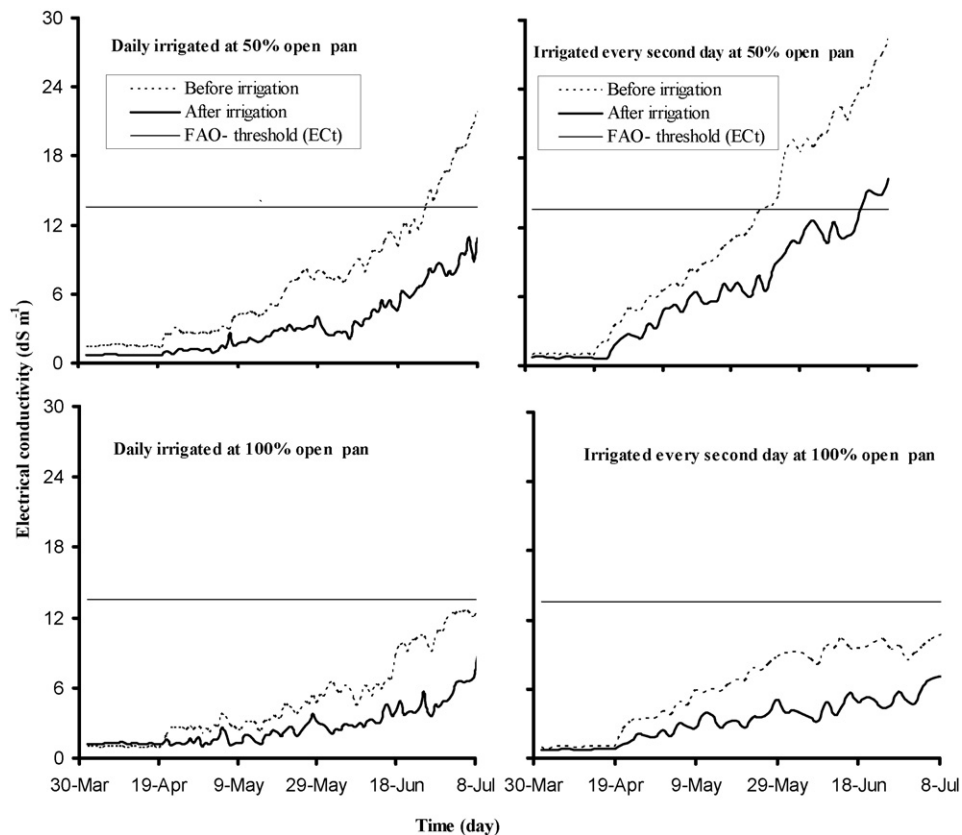 30
24
18
12
6
0
Daily irrigated at 50% open pan
Before irrigation
After irrigation
FAO- threshold (ECt)
Irrigated every second day at 50% open pan
Before irrigation
After irrigation
FAO- threshold (ECt)
Electrical conductivity (dS m⁻¹)
30
24
18
12
6
0
Daily irrigated at 100% open pan
Irrigated every second day at 100% open pan
30-Mar 19-Apr 9-May 29-May 18-Jun 8-Jul
30-Mar 19-Apr 9-May 29-May 18-Jun 8-Jul
Time (day)